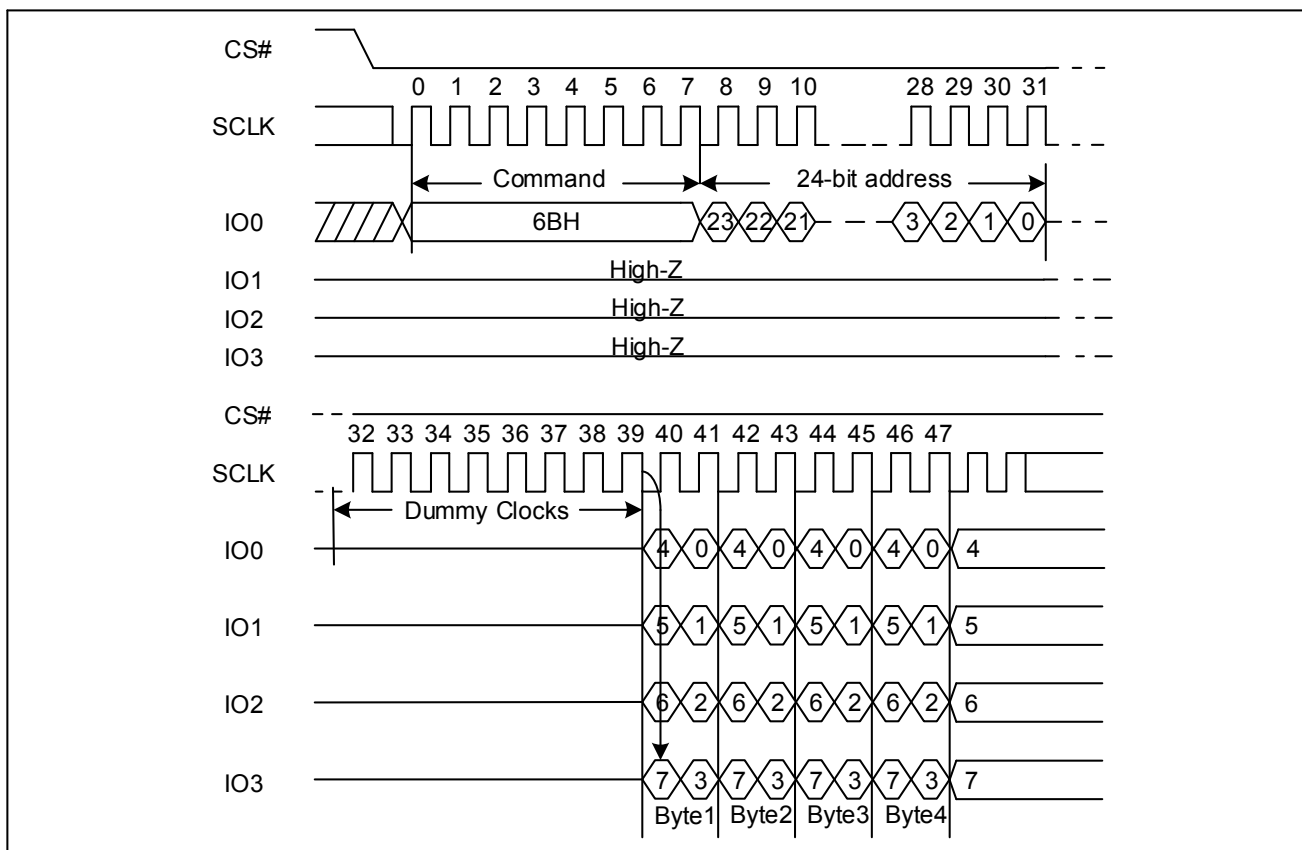 CS#
0 1 2 3 4 5 6 7 8 9 10 28 29 30 31
SCLK
Command 24-bit address
IO0 6BH 23 22 21 3 2 1 0
IO1 High-Z
IO2 High-Z
IO3 High-Z
CS#
32 33 34 35 36 37 38 39 40 41 42 43 44 45 46 47
SCLK
Dummy Clocks
IO0 4 0 4 0 4 0 4 0 4
IO1 5 1 5 1 5 1 5 1 5
IO2 6 2 6 2 6 2 6 2 6
IO3 7 3 7 3 7 3 7 3 7
Byte1 Byte2 Byte3 Byte4